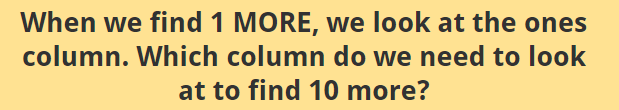 When we find 1 MORE, we look at the ones
column. Which column do we need to look
at to find 10 more?